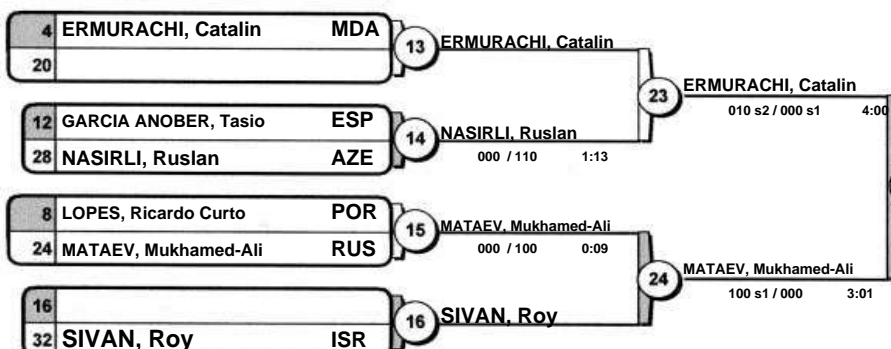 4 ERMURACHI, Catalin MDA
20
13 ERMURACHI, Catalin
12 GARCIA ANOBER, Tasio ESP
28 NASIRLI, Ruslan AZE
14 NASIRLI, Ruslan
000 / 110 1:13
23 ERMURACHI, Catalin
010 s2 / 000 s1 4:00
8 LOPES, Ricardo Curto POR
24 MATAEV, Mukhamed-Ali RUS
15 MATAEV, Mukhamed-Ali
000 / 100 0:09
16
32 SIVAN, Roy ISR
16 SIVAN, Roy
24 MATAEV, Mukhamed-Ali
100 s1 / 000 3:01